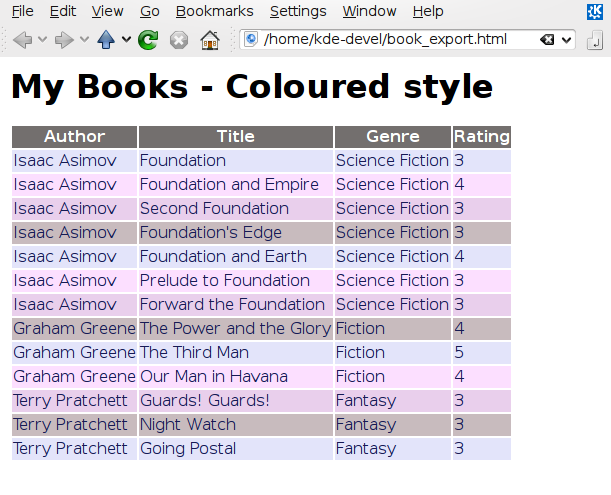 File Edit View Go Bookmarks Settings Window Help
/home/kde-devel/book_export.html
My Books - Coloured style
Author Title Genre Rating
Isaac Asimov Foundation Science Fiction 3
Isaac Asimov Foundation and Empire Science Fiction 4
Isaac Asimov Second Foundation Science Fiction 3
Isaac Asimov Foundation's Edge Science Fiction 3
Isaac Asimov Foundation and Earth Science Fiction 4
Isaac Asimov Prelude to Foundation Science Fiction 3
Isaac Asimov Forward the Foundation Science Fiction 3
Graham Greene The Power and the Glory Fiction 4
Graham Greene The Third Man Fiction 5
Graham Greene Our Man in Havana Fiction 4
Terry Pratchett Guards! Guards! Fantasy 3
Terry Pratchett Night Watch Fantasy 3
Terry Pratchett Going Postal Fantasy 3